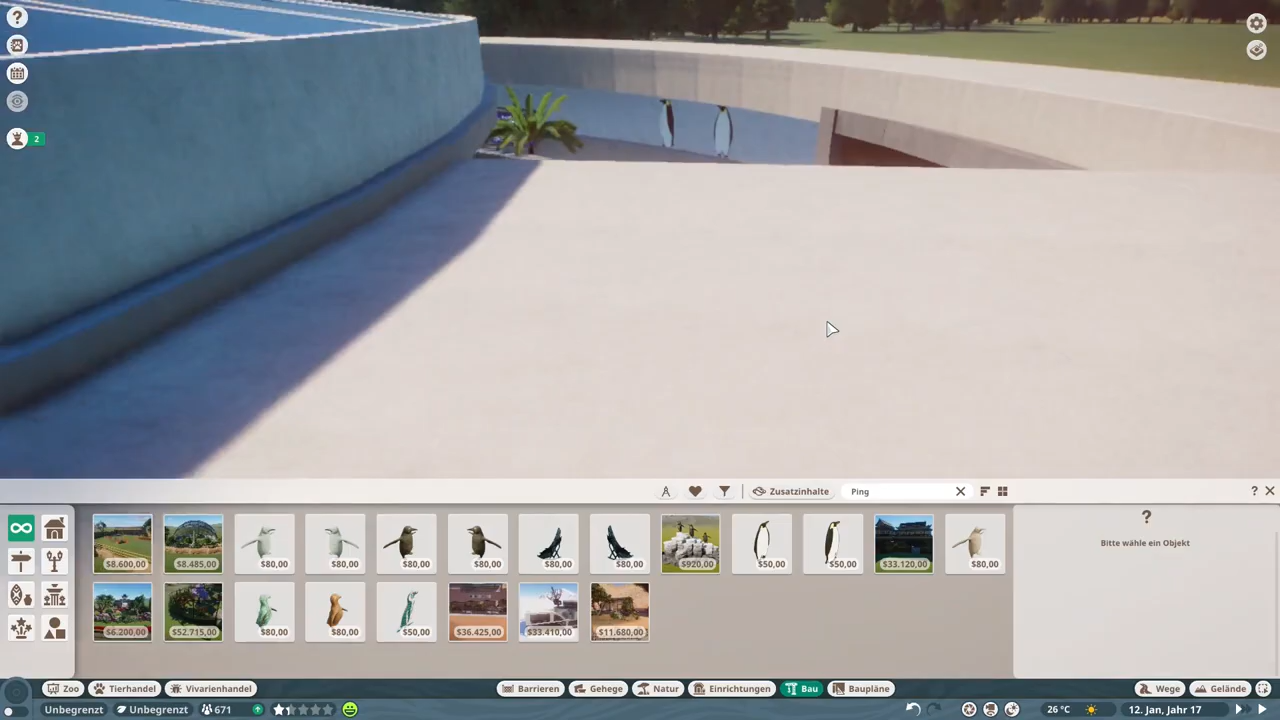 ?
2
Zusatzinhalte
Ping
?
$8.600,00
$8.485,00
$80,00
$80,00
$80,00
$80,00
$80,00
$80,00
$920,00
$50,00
$50,00
$33.120,00
$80,00
?
Bitte wähle ein Objekt
$6.200,00
$52.715,00
$80,00
$80,00
$50,00
$36.425,00
$33.410,00
$11.680,00
Zoo
Tierhandel
Vivarienhandel
Barrieren
Gehege
Natur
Einrichtungen
Bau
Baupläne
Wege
Gelände
Unbegrenzt
Unbegrenzt
671
26 °C
12. Jan, Jahr 17